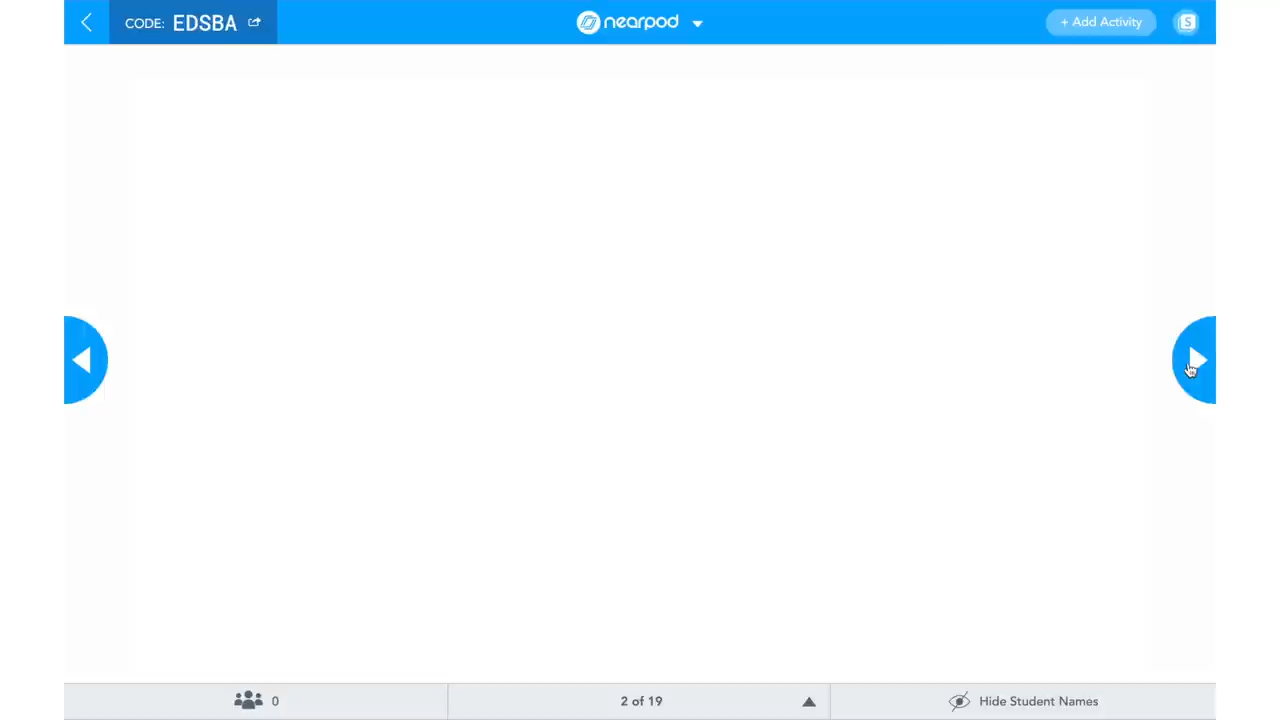 CODE: EDSBA
nearpod
+ Add Activity
S
0
2 of 19
Hide Student Names